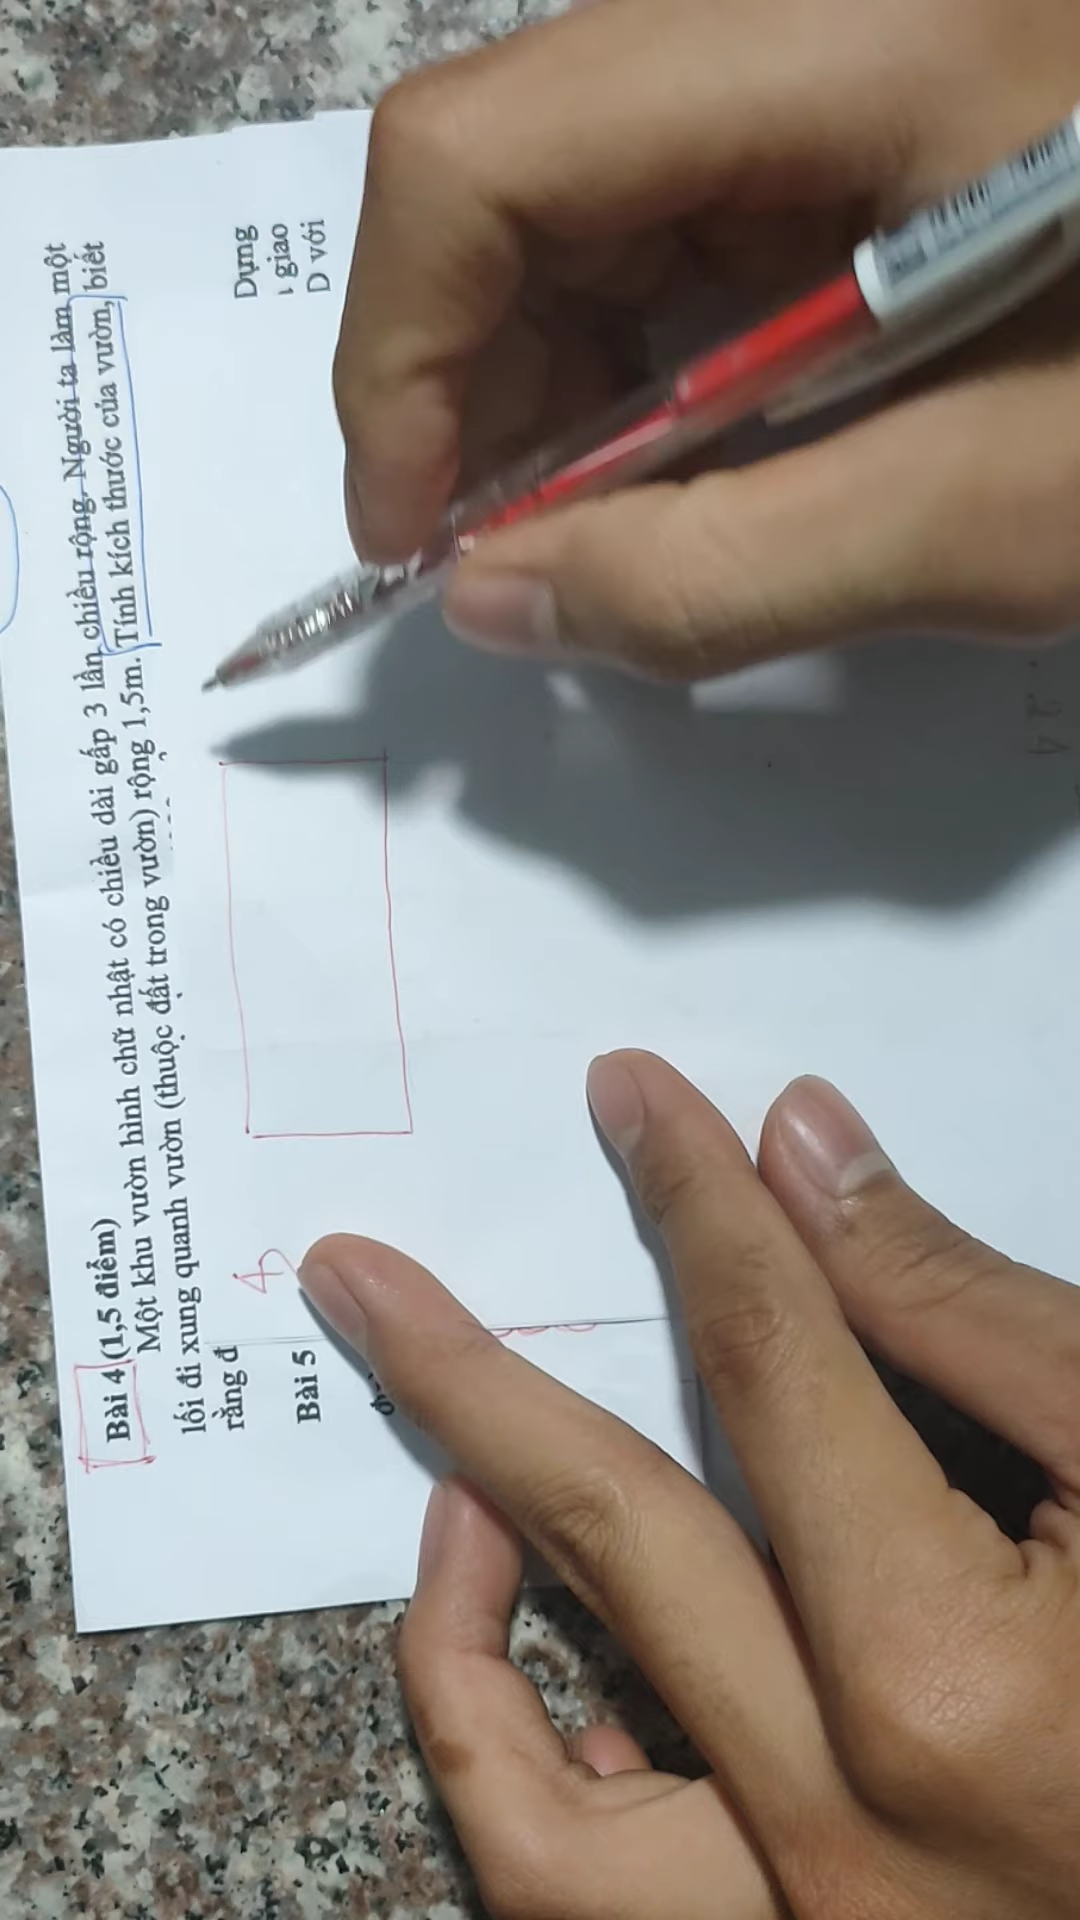 Bài 4 (1,5 điểm)
Một khu vườn hình chữ nhật có chiều dài gấp 3 lần chiều rộng. Người ta làm một
lối đi xung quanh vườn (thuộc đất trong vườn) rộng 1,5m. Tính kích thước của vườn, biết
rằng đ
4
Bài 5
Dựng
giao
D với